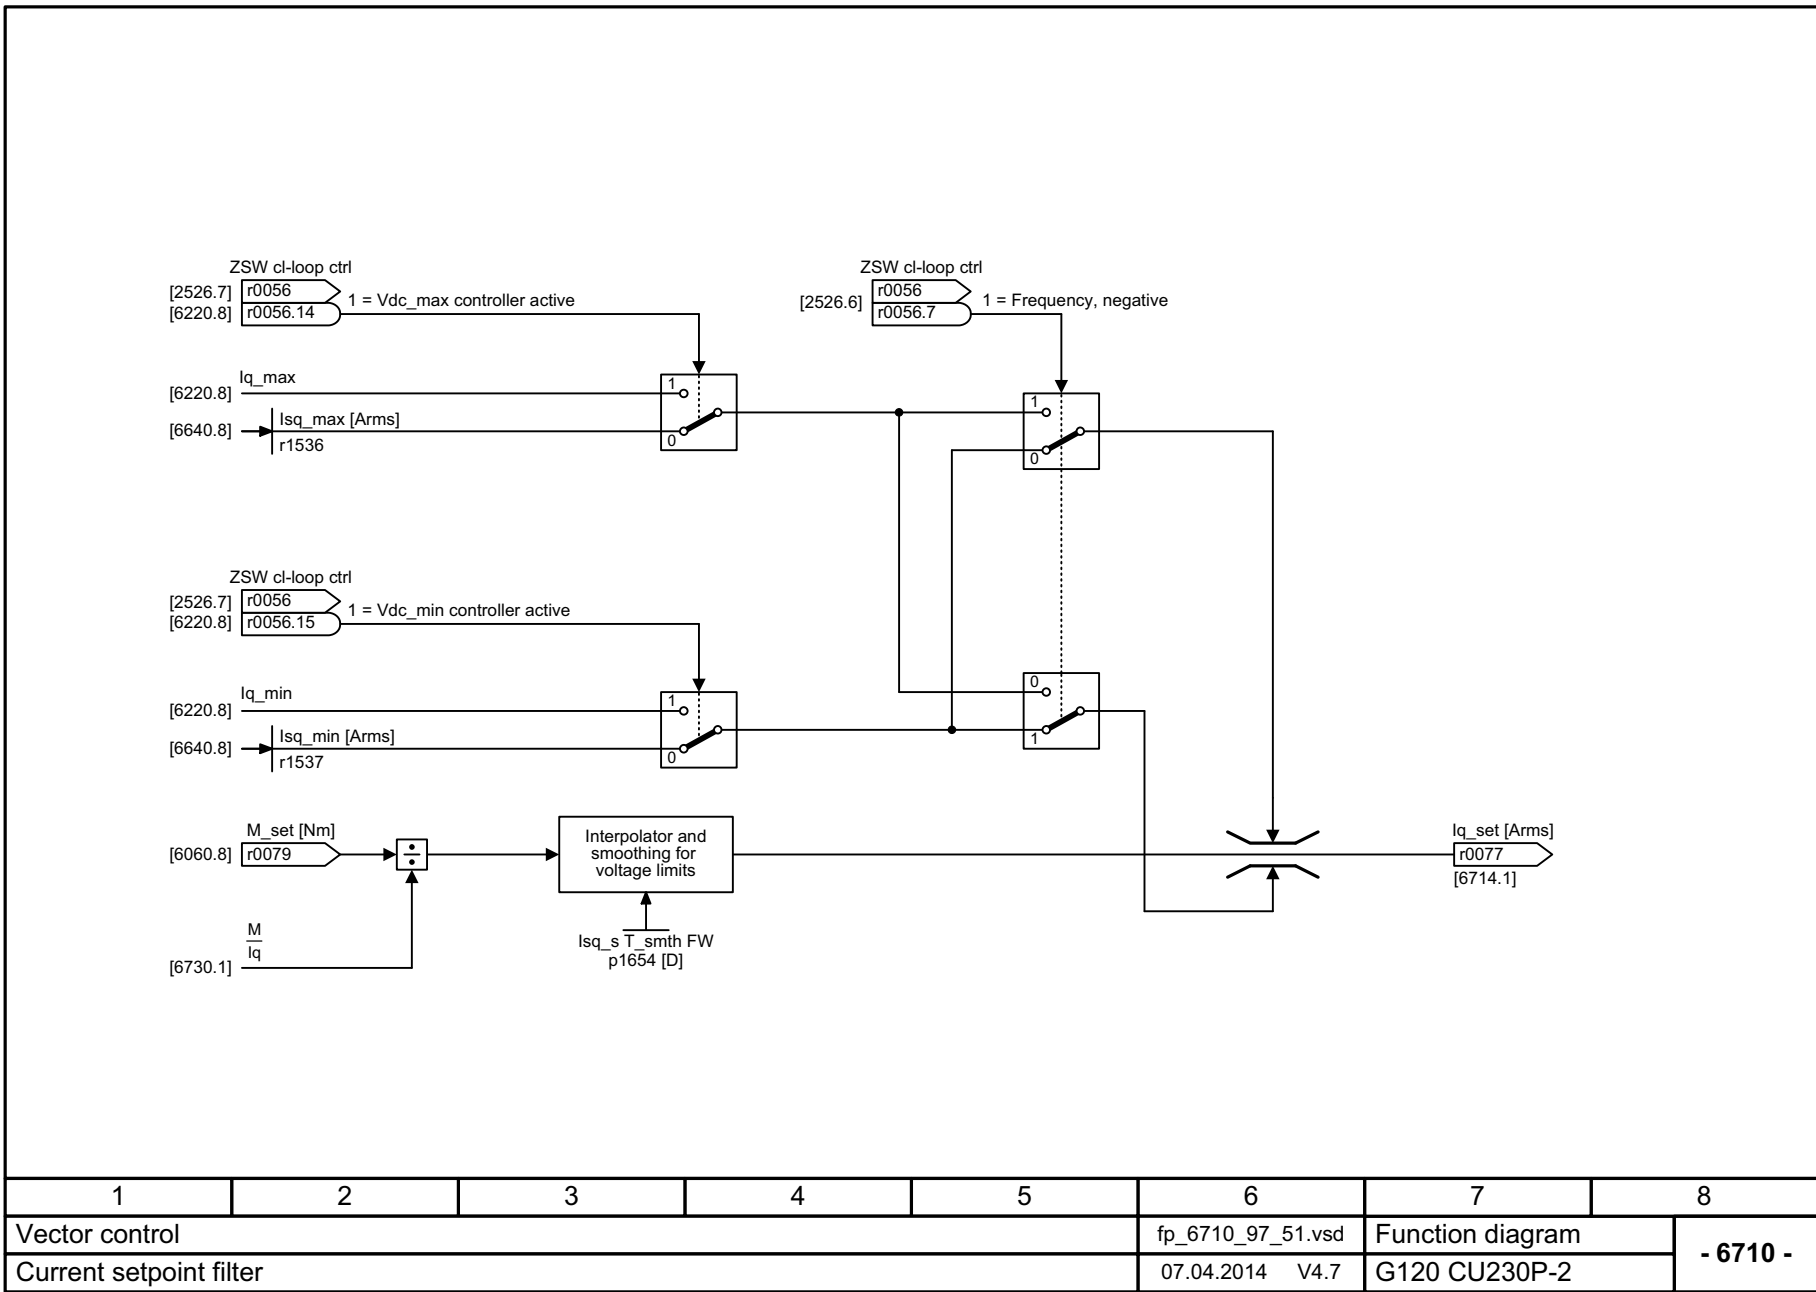 ZSW cl-loop ctrl
[2526.7] r0056
[6220.8] r0056.14
1 = Vdc_max controller active
ZSW cl-loop ctrl
[2526.6] r0056
r0056.7
1 = Frequency, negative
Iq_max
[6220.8]
1
[6640.8]
Isq_max [Arms]
r1536
0
1
0
ZSW cl-loop ctrl
[2526.7] r0056
[6220.8] r0056.15
1 = Vdc_min controller active
Iq_min
[6220.8]
1
[6640.8]
Isq_min [Arms]
r1537
0
0
1
M_set [Nm]
[6060.8] r0079
÷
Interpolator and
smoothing for
voltage limits
Iq_set [Arms]
r0077
[6714.1]
Isq_s T_smth FW
p1654 [D]
M
Iq
[6730.1]
1 2 3 4 5 6 7 8
Vector control
fp_6710_97_51.vsd
Function diagram
- 6710 -
Current setpoint filter
07.04.2014 V4.7
G120 CU230P-2